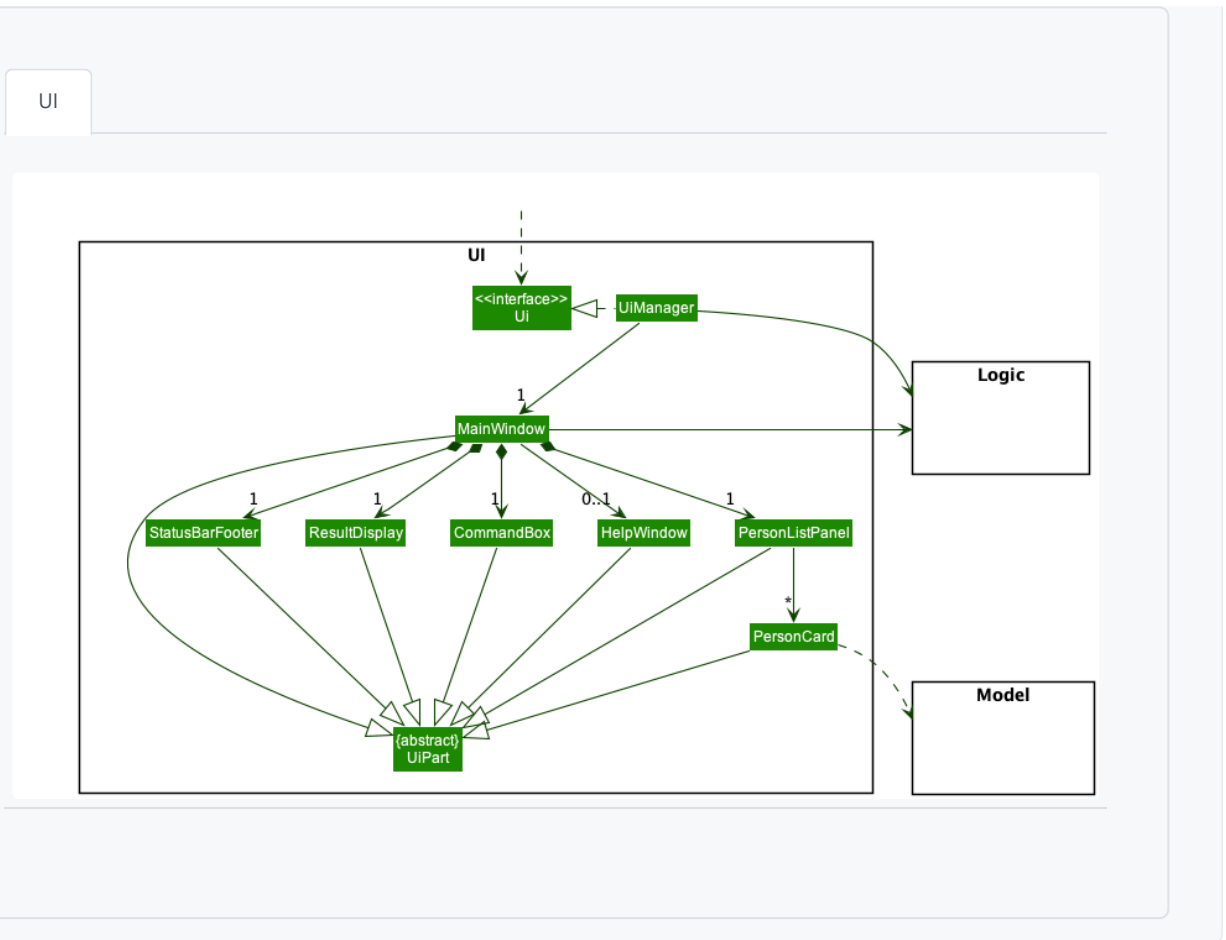 UI
UI
<<interface>>
Ui
UiManager
Logic
1
MainWindow
1
1
1
0..1
1
StatusBarFooter
ResultDisplay
CommandBox
HelpWindow
PersonListPanel
*
PersonCard
Model
{abstract}
UiPart